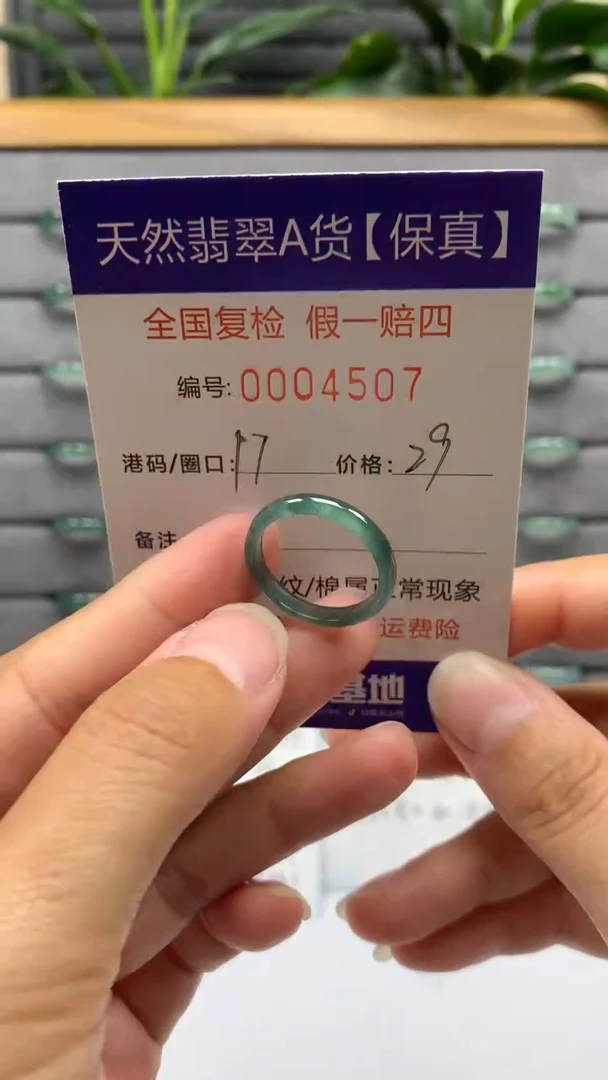 天然翡翠A货【保真】
全国复检 假一赔四
编号: 0004507
港码/圈口: 17 价格: 29
备注
纹/棉属正常现象
运费险
基地